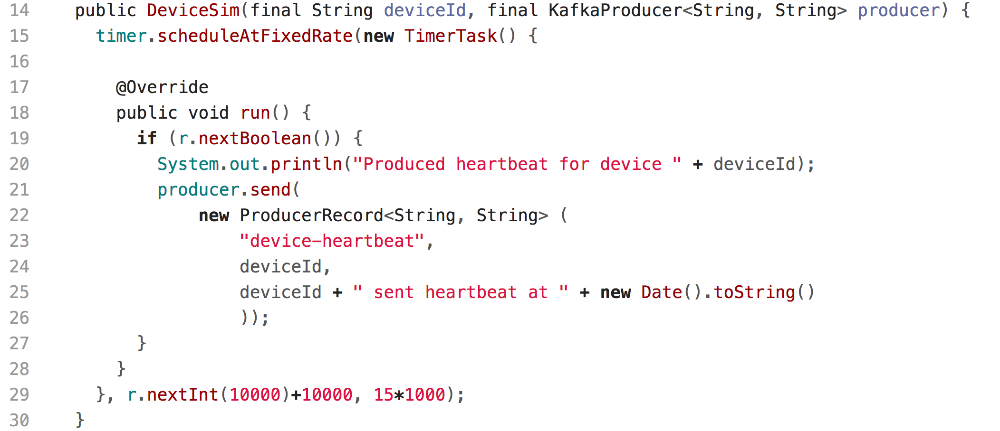 14 public DeviceSim(final String deviceId, final KafkaProducer<String, String> producer) {
15 timer.scheduleAtFixedRate(new TimerTask() {
16
17 @Override
18 public void run() {
19 if (r.nextBoolean()) {
20 System.out.println("Produced heartbeat for device " + deviceId);
21 producer.send(
22 new ProducerRecord<String, String> (
23 "device-heartbeat",
24 deviceId,
25 deviceId + " sent heartbeat at " + new Date().toString()
26 ));
27 }
28 }
29 }, r.nextInt(10000)+10000, 15*1000);
30 }